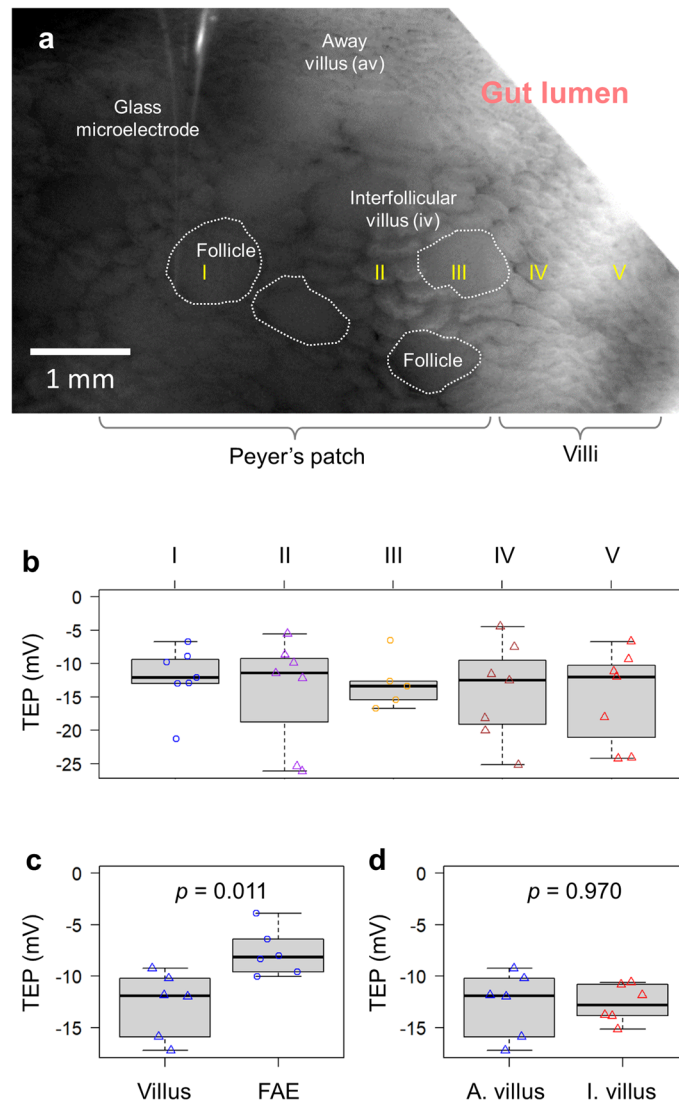 a
Away
villus (av)
Gut lumen
Glass
microelectrode
Interfollicular
villus (iv)
Follicle
I
II
III
IV
V
Follicle
1 mm
Peyer’s patch
Villi
b
I
II
III
IV
V
TEP (mV)
0
-5
-10
-15
-20
-25
c
p = 0.011
TEP (mV)
0
-5
-10
-15
Villus
FAE
d
p = 0.970
TEP (mV)
0
-5
-10
-15
A. villus
I. villus